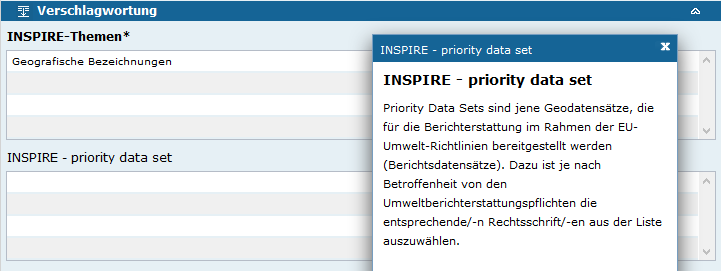 Verschlagwortung
INSPIRE-Themen*
Geografische Bezeichnungen
INSPIRE - priority data set
INSPIRE - priority data set
INSPIRE - priority data set
Priority Data Sets sind jene Geodatensätze, die
für die Berichterstattung im Rahmen der EU-
Umwelt-Richtlinien bereitgestellt werden
(Berichtsdatensätze). Dazu ist je nach
Betroffenheit von den
Umweltberichterstattungspflichten die
entsprechende/-n Rechtsschrift/-en aus der Liste
auszuwählen.